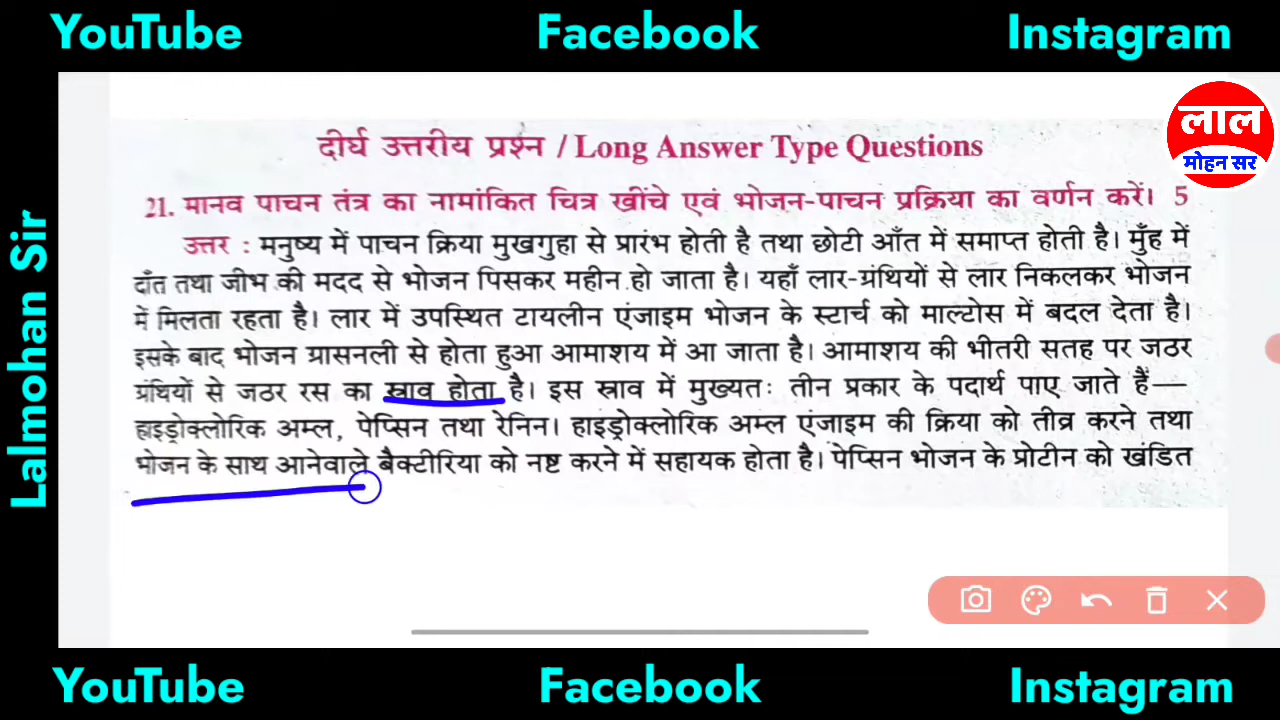 YouTube Facebook Instagram
लाल
मोहन सर
दीर्घ उत्तरीय प्रश्न / Long Answer Type Questions
21. मानव पाचन तंत्र का नामांकित चित्र खींचे एवं भोजन-पाचन प्रक्रिया का वर्णन करें। 5
उत्तर : मनुष्य में पाचन क्रिया मुखगुहा से प्रारंभ होती है तथा छोटी आँत में समाप्त होती है। मुँह में
दाँत तथा जीभ की मदद से भोजन पिसकर महीन हो जाता है। यहाँ लार-ग्रंथियों से लार निकलकर भोजन
में मिलता रहता है। लार में उपस्थित टायलीन एंजाइम भोजन के स्टार्च को माल्टोस में बदल देता है।
इसके बाद भोजन ग्रासनली से होता हुआ आमाशय में आ जाता है। आमाशय की भीतरी सतह पर जठर
ग्रंथियों से जठर रस का स्राव होता है। इस स्राव में मुख्यतः तीन प्रकार के पदार्थ पाए जाते हैं—
हाइड्रोक्लोरिक अम्ल, पेप्सिन तथा रेनिन। हाइड्रोक्लोरिक अम्ल एंजाइम की क्रिया को तीव्र करने तथा
भोजन के साथ आनेवाले बैक्टीरिया को नष्ट करने में सहायक होता है। पेप्सिन भोजन के प्रोटीन को खंडित
Lalmohan Sir
YouTube Facebook Instagram